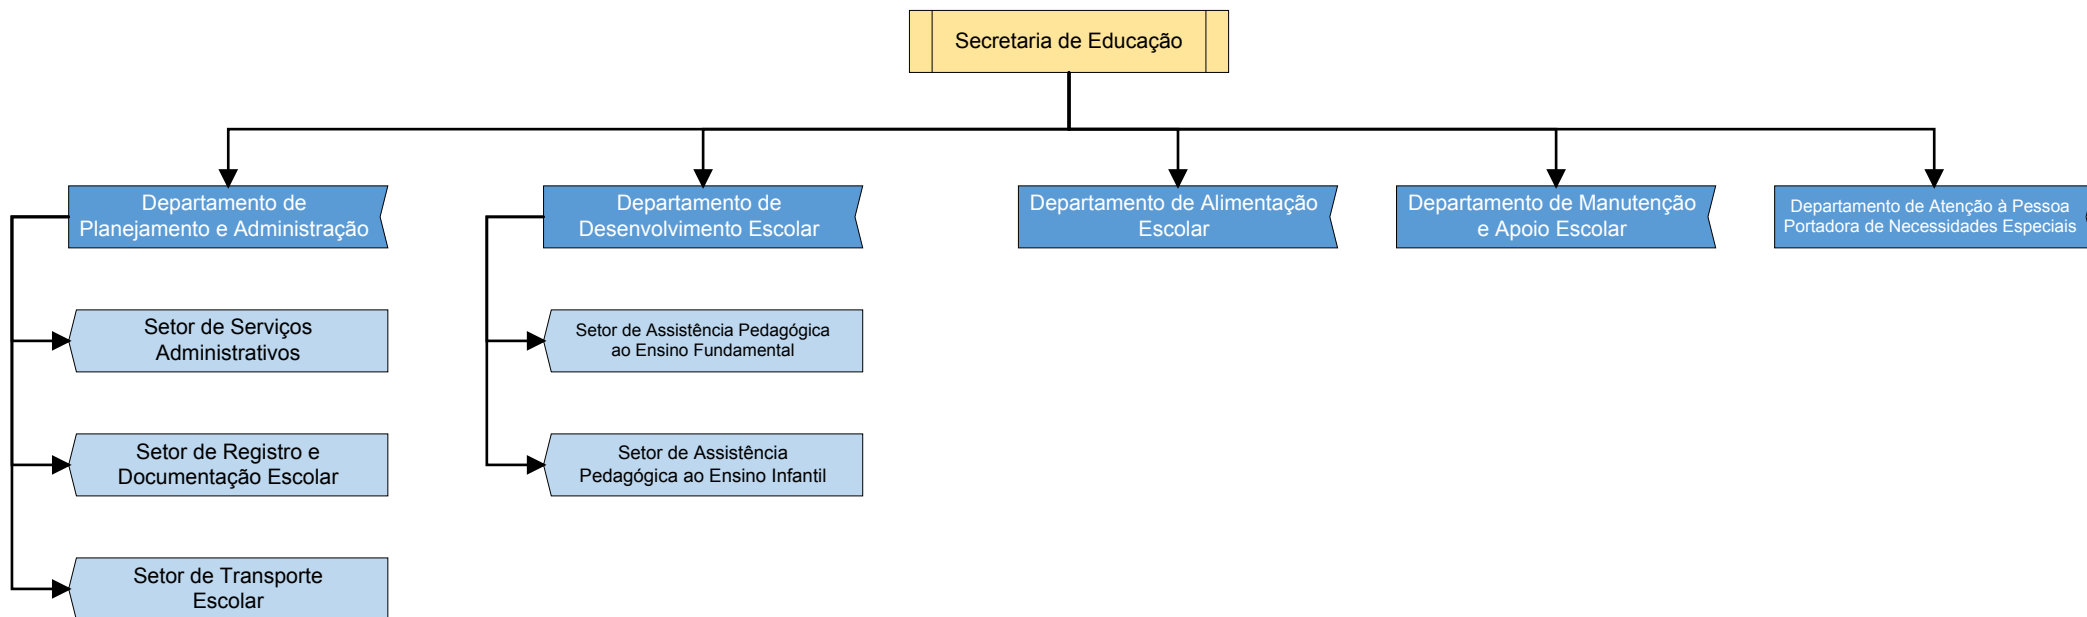 Secretaria de Educação
Departamento de
Planejamento e Administração
Departamento de
Desenvolvimento Escolar
Departamento de Alimentação
Escolar
Departamento de Manutenção
e Apoio Escolar
Departamento de Atenção à Pessoa
Portadora de Necessidades Especiais
Setor de Serviços
Administrativos
Setor de Assistência Pedagógica
ao Ensino Fundamental
Setor de Registro e
Documentação Escolar
Setor de Assistência
Pedagógica ao Ensino Infantil
Setor de Transporte
Escolar